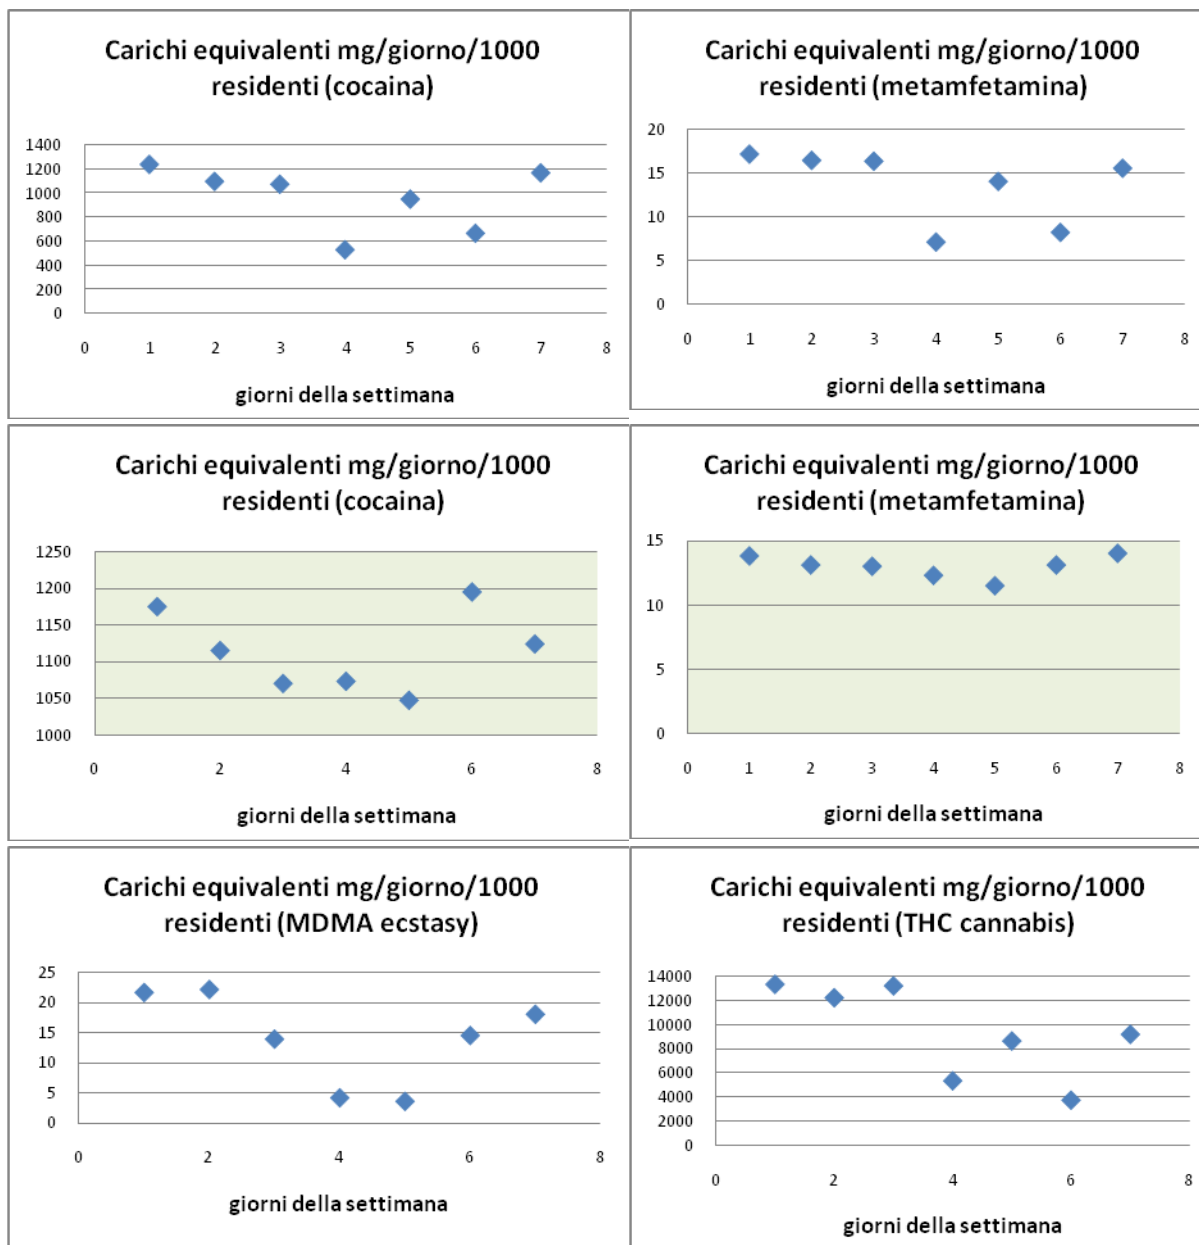 Carichi equivalenti mg/giorno/1000
residenti (cocaina)
1400
1200
1000
800
600
400
200
0
0 1 2 3 4 5 6 7 8
giorni della settimana
Carichi equivalenti mg/giorno/1000
residenti (metamfetamina)
20
15
10
5
0
0 1 2 3 4 5 6 7 8
giorni della settimana
Carichi equivalenti mg/giorno/1000
residenti (cocaina)
1250
1200
1150
1100
1050
1000
0 2 4 6 8
giorni della settimana
Carichi equivalenti mg/giorno/1000
residenti (metamfetamina)
15
10
5
0
0 1 2 3 4 5 6 7 8
giorni della settimana
Carichi equivalenti mg/giorno/1000
residenti (MDMA ecstasy)
25
20
15
10
5
0
0 2 4 6 8
giorni della settimana
Carichi equivalenti mg/giorno/1000
residenti (THC cannabis)
14000
12000
10000
8000
6000
4000
2000
0
0 2 4 6 8
giorni della settimana